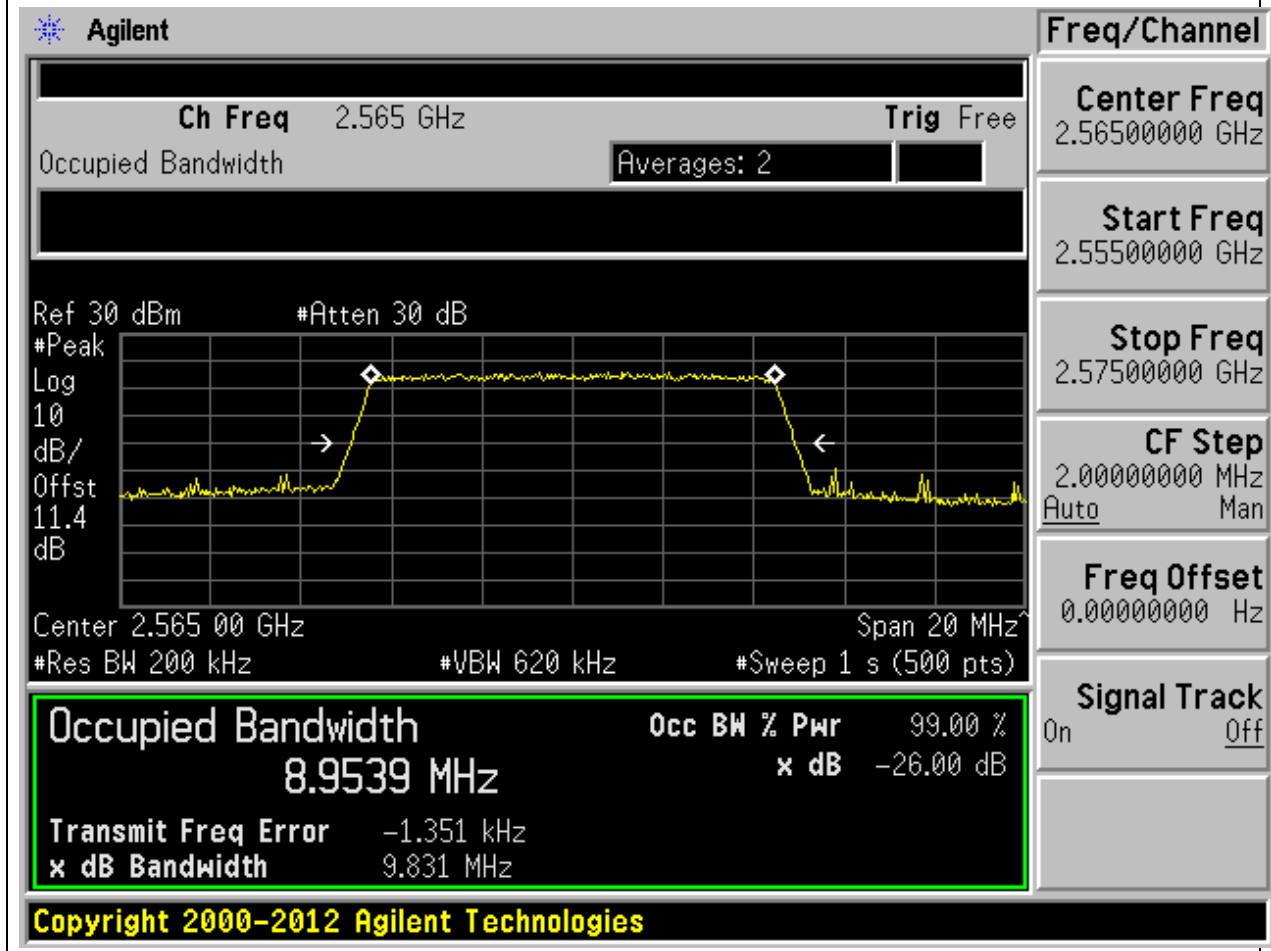 Agilent
Freq/Channel
Ch Freq 2.565 GHz Trig Free
Occupied Bandwidth Averages: 2
Ref 30 dBm #Atten 30 dB
#Peak
Log
10
dB/
Offst
11.4
dB
Center 2.565 00 GHz Span 20 MHz^
#Res BW 200 kHz #VBW 620 kHz #Sweep 1 s (500 pts)
Occupied Bandwidth
8.9539 MHz
Occ BW % Pwr 99.00 %
x dB -26.00 dB
Transmit Freq Error -1.351 kHz
x dB Bandwidth 9.831 MHz
Center Freq
2.56500000 GHz
Start Freq
2.55500000 GHz
Stop Freq
2.57500000 GHz
CF Step
2.00000000 MHz
Auto Man
Freq Offset
0.00000000 Hz
Signal Track
On Off
Copyright 2000-2012 Agilent Technologies